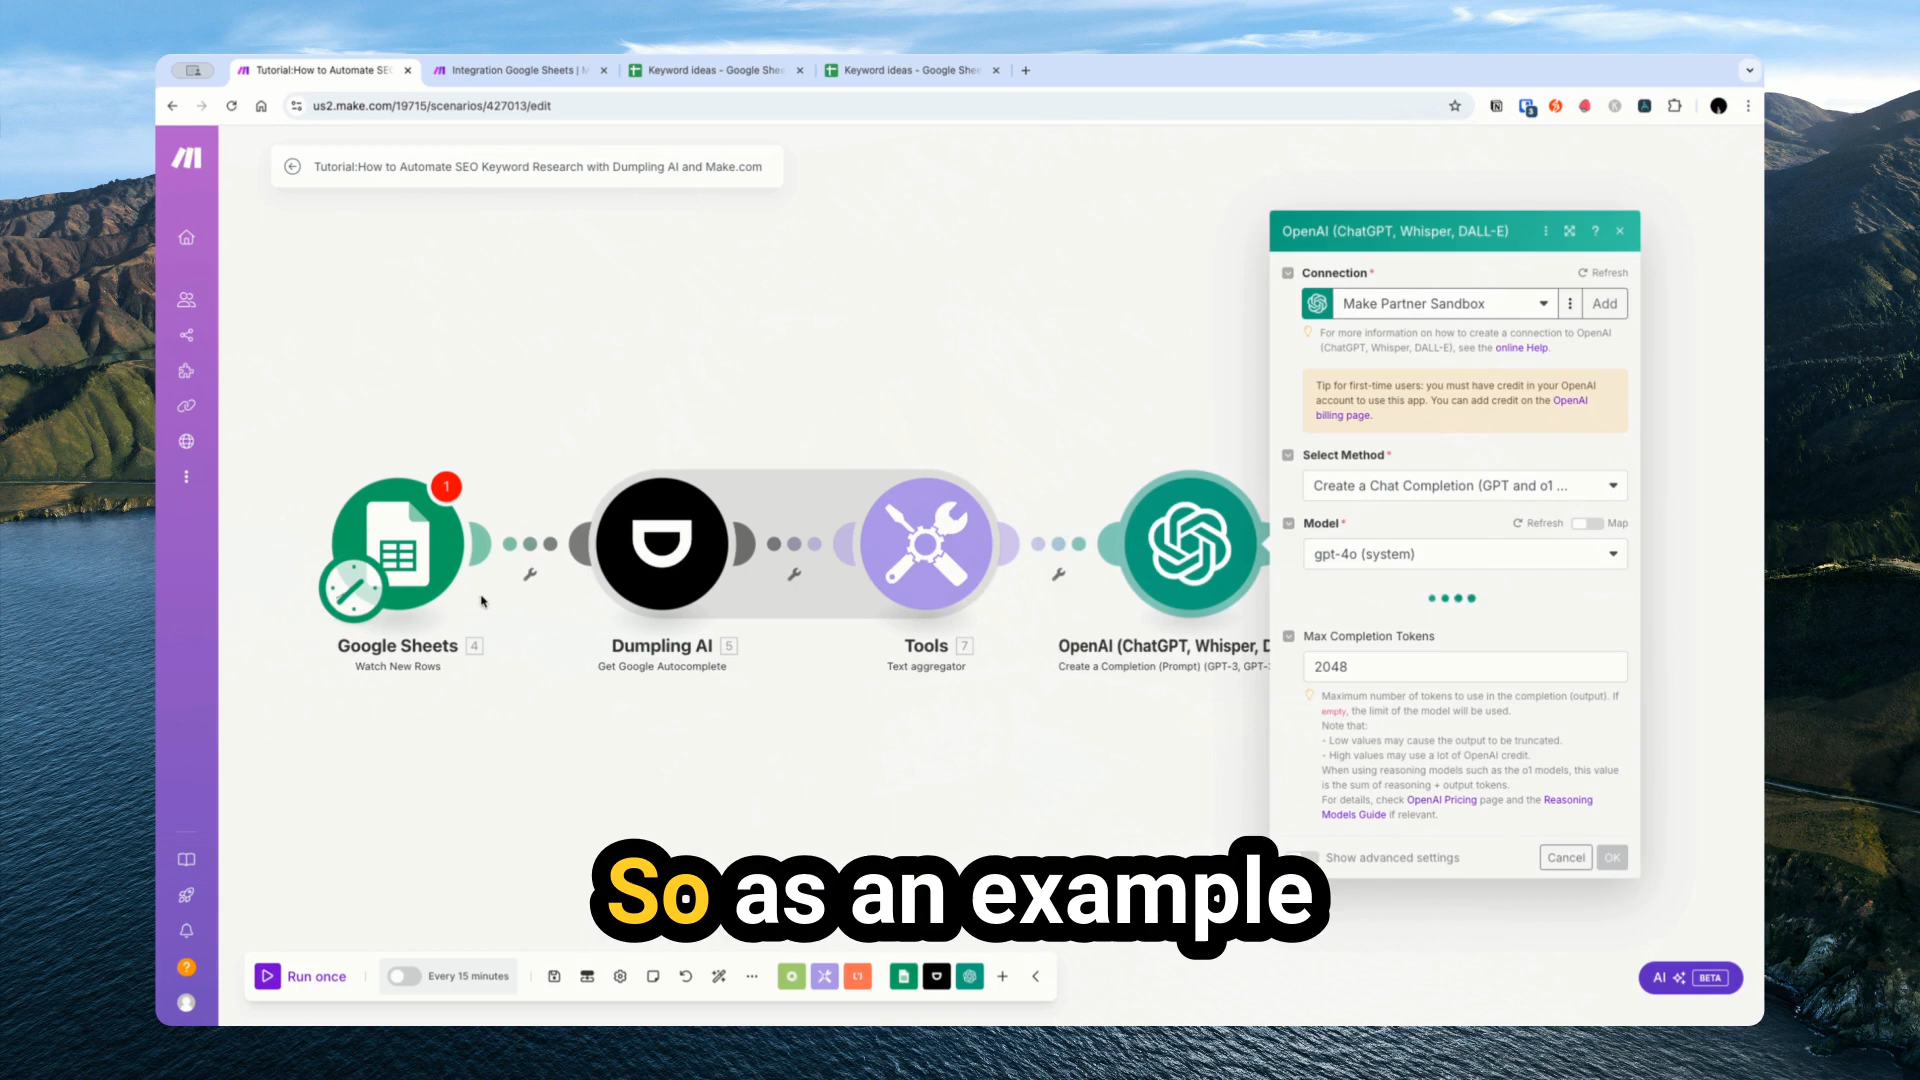 Tutorial:How to Automate SEO
Integration Google Sheets | M
Keyword ideas - Google Shee
Keyword ideas - Google Shee
us2.make.com/19715/scenarios/427013/edit
Tutorial:How to Automate SEO Keyword Research with Dumpling AI and Make.com
OpenAI (ChatGPT, Whisper, DALL-E)
Connection *
Refresh
Make Partner Sandbox
Add
For more information on how to create a connection to OpenAI
(ChatGPT, Whisper, DALL-E), see the online Help.
Tip for first-time users: you must have credit in your OpenAI
account to use this app. You can add credit on the OpenAI
billing page.
Select Method *
Create a Chat Completion (GPT and o1 ...
Model *
Refresh
Map
gpt-4o (system)
Max Completion Tokens
2048
Maximum number of tokens to use in the completion (output). If
empty, the limit of the model will be used.
Note that:
- Low values may cause the output to be truncated.
- High values may use a lot of OpenAI credit.
When using reasoning models such as the o1 models, this value
is the sum of reasoning + output tokens.
For details, check OpenAI Pricing page and the Reasoning
Models Guide if relevant.
Show advanced settings
Cancel
OK
1
Google Sheets 4
Watch New Rows
Dumpling AI 5
Get Google Autocomplete
Tools 7
Text aggregator
OpenAI (ChatGPT, Whisper, D
Create a Completion (Prompt) (GPT-3, GPT-
So as an example
Run once
Every 15 minutes
AI
BETA